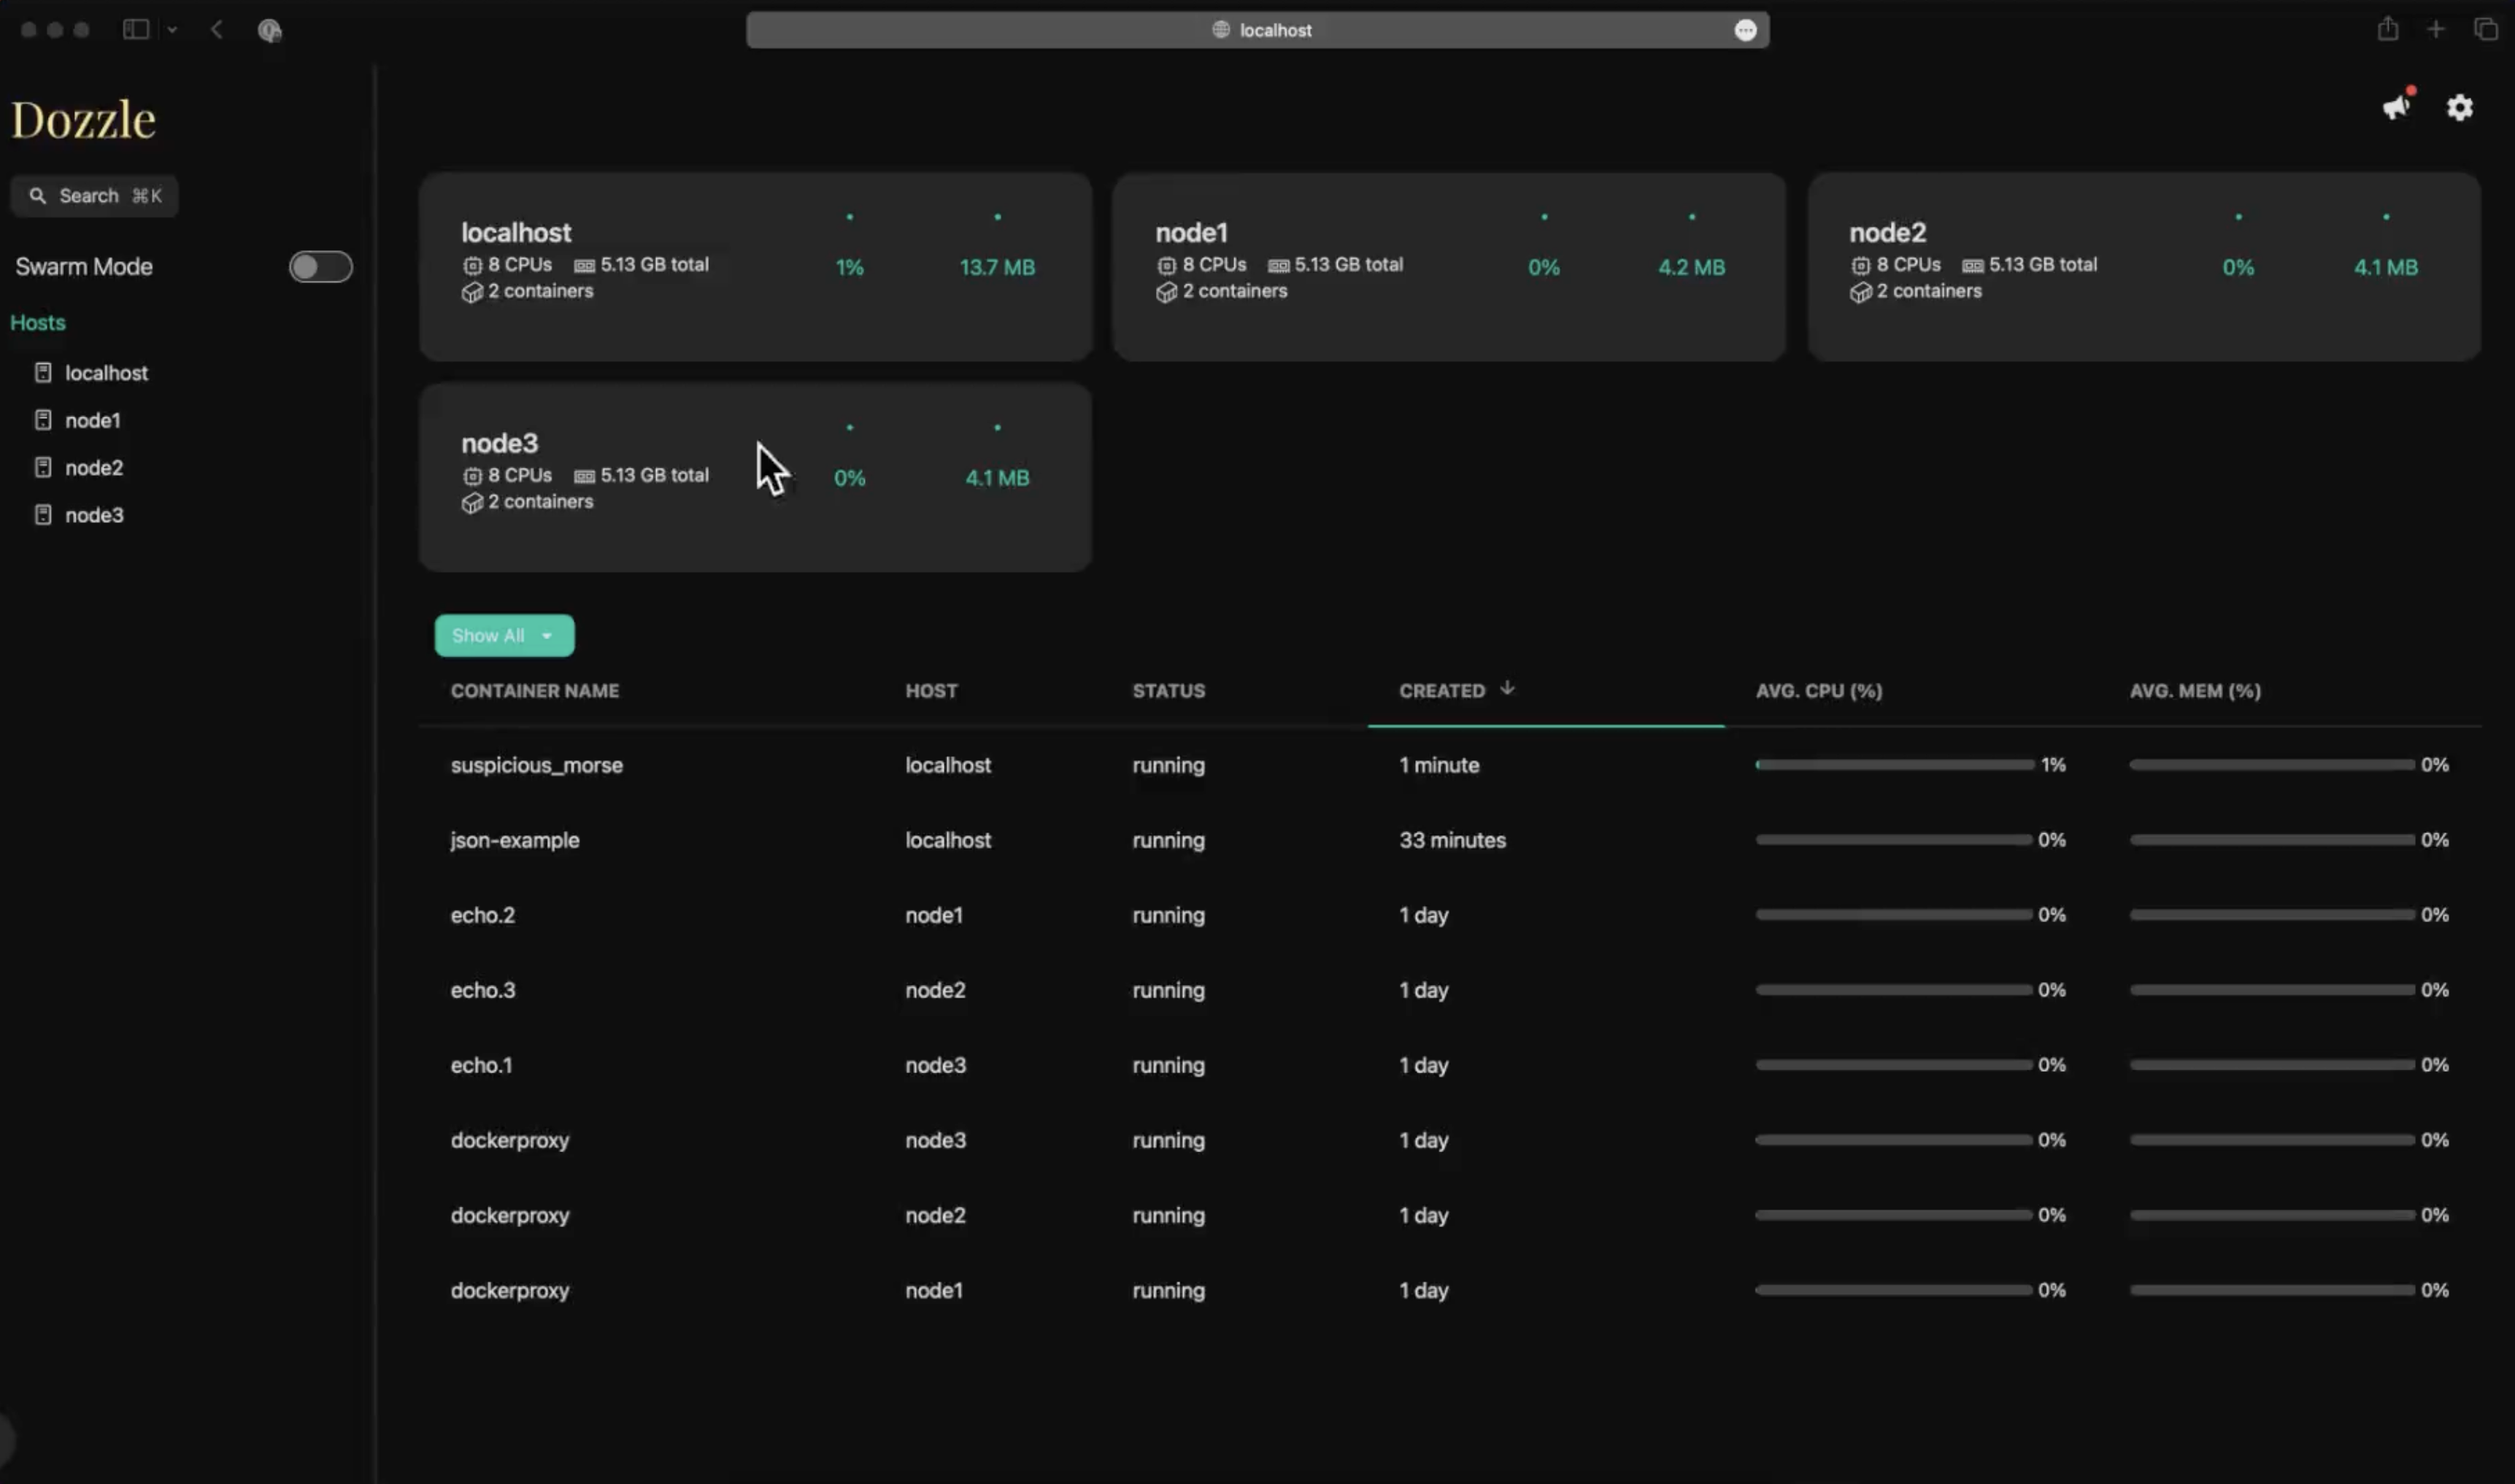 localhost
Dozzle
Search ⌘K
Swarm Mode
Hosts
localhost
node1
node2
node3
localhost
8 CPUs 5.13 GB total
2 containers
1% 13.7 MB
node1
8 CPUs 5.13 GB total
2 containers
0% 4.2 MB
node2
8 CPUs 5.13 GB total
2 containers
0% 4.1 MB
node3
8 CPUs 5.13 GB total
2 containers
0% 4.1 MB
Show All
CONTAINER NAME HOST STATUS CREATED AVG. CPU (%) AVG. MEM (%)
suspicious_morse localhost running 1 minute 1% 0%
json-example localhost running 33 minutes 0% 0%
echo.2 node1 running 1 day 0% 0%
echo.3 node2 running 1 day 0% 0%
echo.1 node3 running 1 day 0% 0%
dockerproxy node3 running 1 day 0% 0%
dockerproxy node2 running 1 day 0% 0%
dockerproxy node1 running 1 day 0% 0%